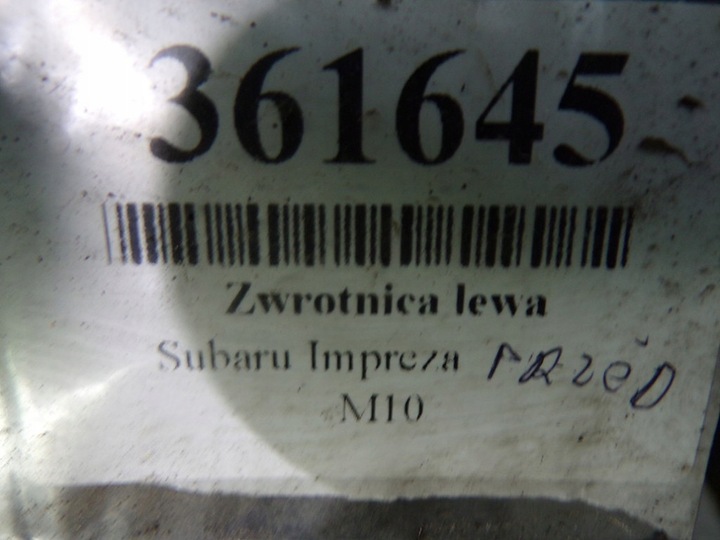 361645
Zwrotnica lewa
Subaru Impreza PRZÓD
M10